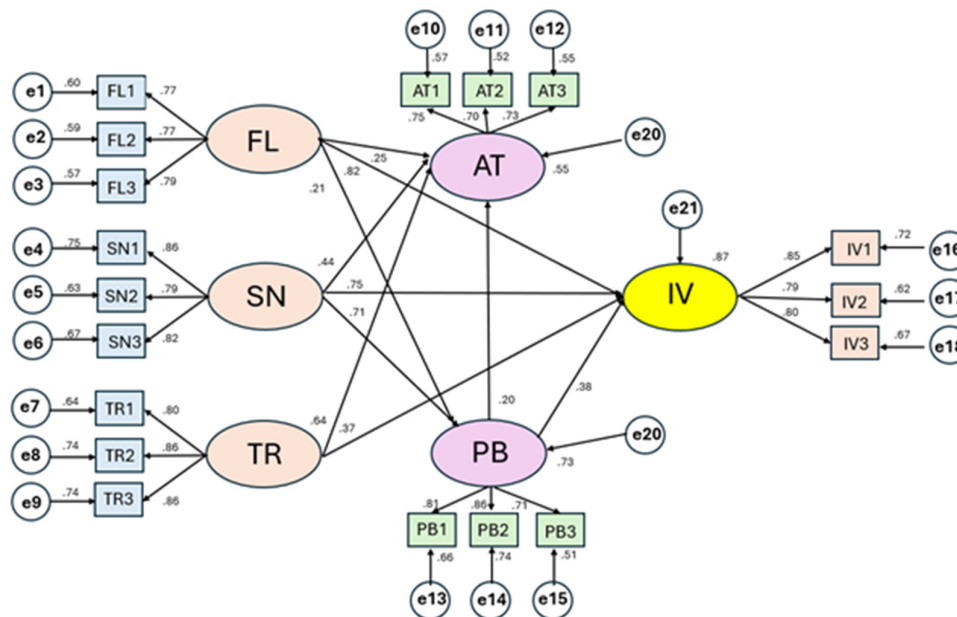 e10
e11
e12
.57
.52
.55
AT1
AT2
AT3
.75
.70
.73
AT
.55
e20
e1
.60
FL1
.77
e2
.59
FL2
.77
e3
.57
FL3
.79
FL
.25
.82
.21
e4
.75
SN1
.86
e5
.63
SN2
.79
e6
.67
SN3
.82
SN
.44
.75
.71
e21
.87
IV
.85
IV1
.72
e16
.79
IV2
.62
e17
.80
IV3
.67
e18
e7
.64
TR1
.80
e8
.74
TR2
.86
e9
.74
TR3
.86
TR
.64
.37
.20
.38
PB
.73
e20
.81
.86
.71
PB1
PB2
PB3
.66
.74
.51
e13
e14
e15